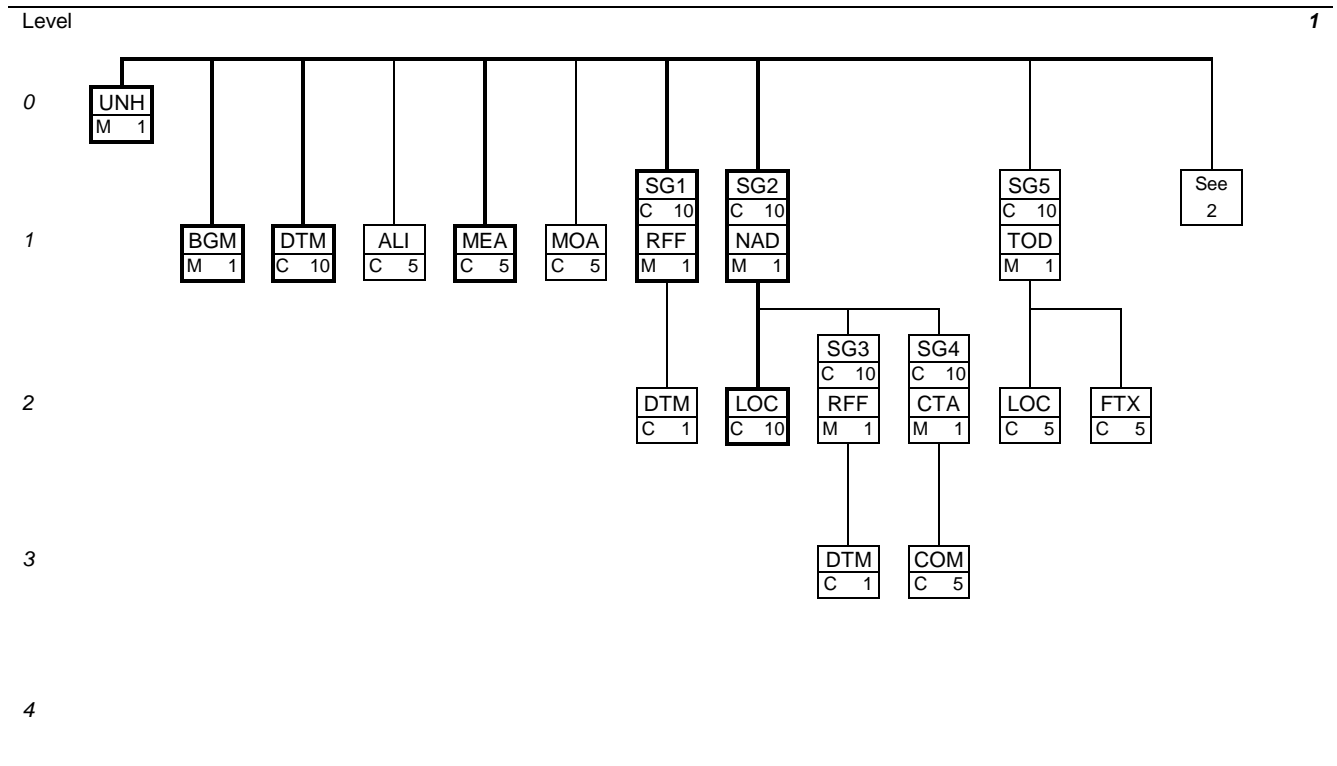 Level 1
0
UNH
M 1
SG1 SG2 SG5 See
C 10 C 10 C 10 2
1
BGM DTM ALI MEA MOA RFF NAD TOD
M 1 C 10 C 5 C 5 C 5 M 1 M 1 M 1
SG3 SG4
C 10 C 10
2
DTM LOC RFF CTA LOC FTX
C 1 C 10 M 1 M 1 C 5 C 5
3
DTM COM
C 1 C 5
4